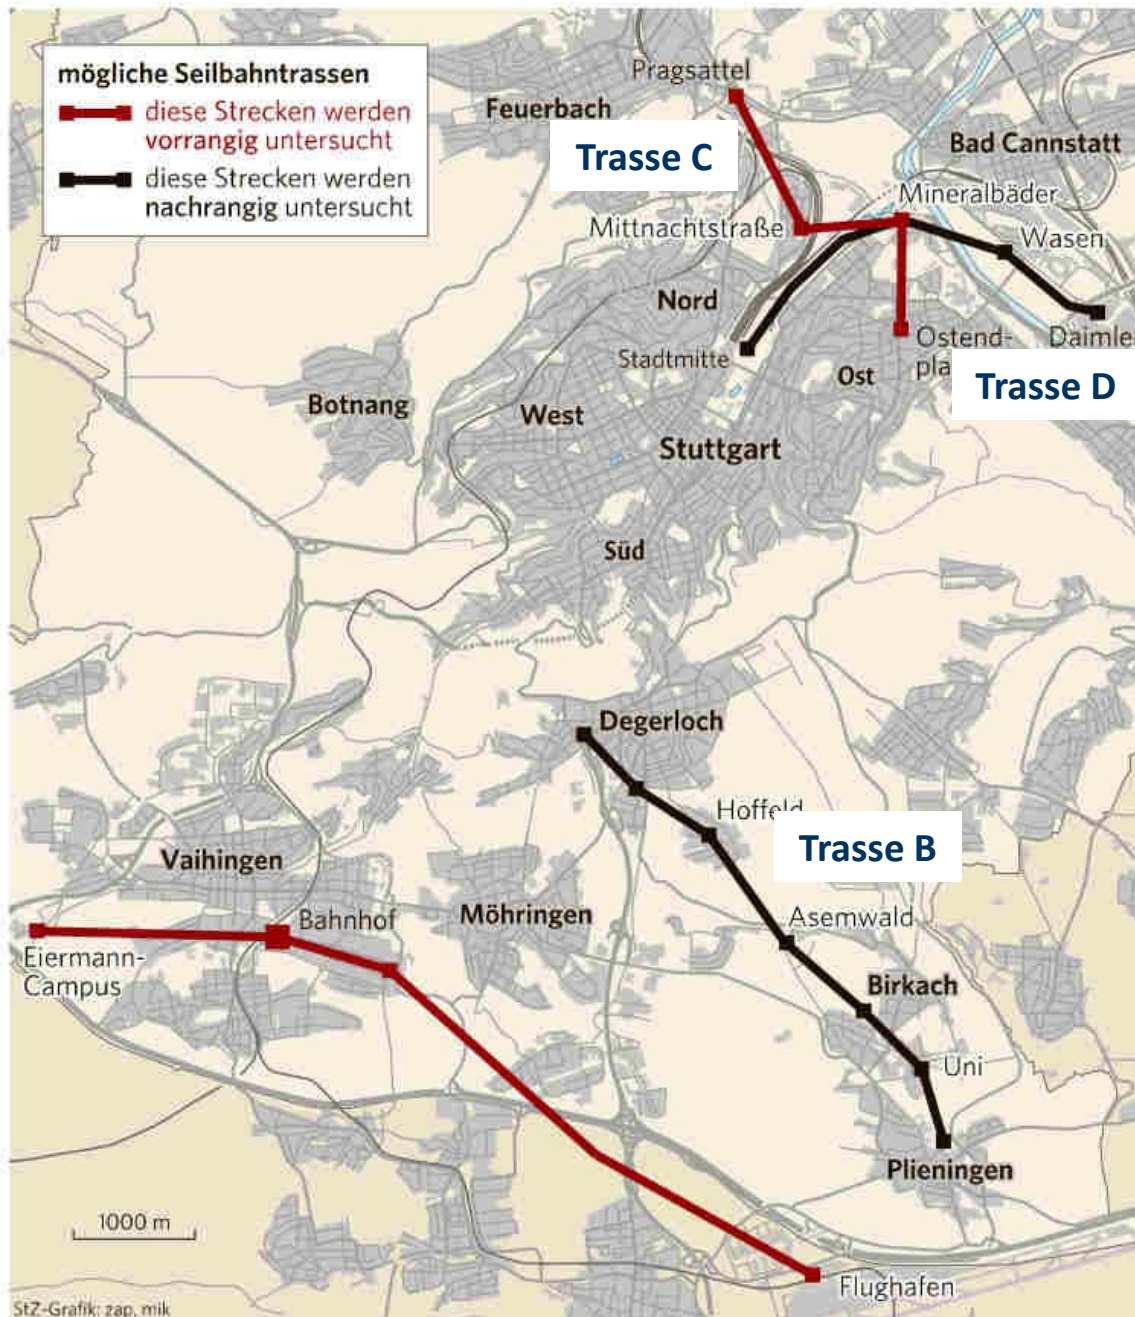 mögliche Seilbahntrassen
diese Strecken werden
vorrangig untersucht
diese Strecken werden
nachrangig untersucht
Pragsattel
Feuerbach
Trasse C
Bad Cannstatt
Mineralbäder
Mittnachtstraße
Wasen
Nord
Stadtmitte
Ostend-
Daimler
pla
Ost
Trasse D
Botnang
West
Stuttgart
Süd
Degerloch
Hoffeld
Trasse B
Vaihingen
Bahnhof
Möhringen
Asemwald
Eiermann-
Campus
Birkach
Uni
Plieningen
1000 m
Flughafen
StZ-Grafik: zap, mik